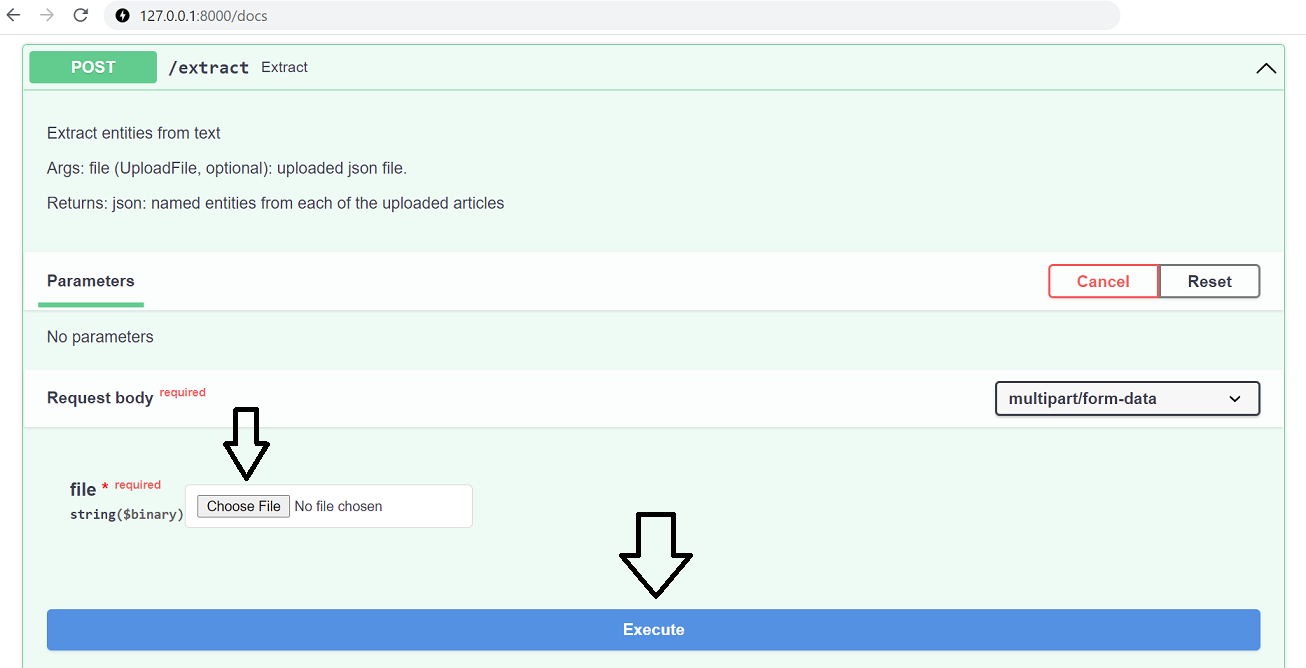 127.0.0.1:8000/docs
POST /extract Extract
Extract entities from text
Args: file (UploadFile, optional): uploaded json file.
Returns: json: named entities from each of the uploaded articles
Parameters Cancel Reset
No parameters
Request body required multipart/form-data
file * required
string($binary) Choose File No file chosen
Execute